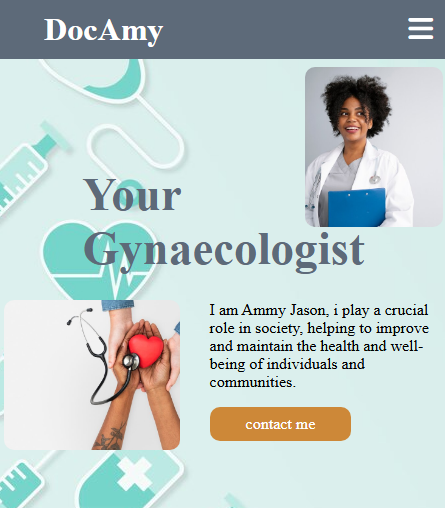 DocAmy
Your
Gynaecologist
I am Ammy Jason, i play a crucial
role in society, helping to improve
and maintain the health and well-
being of individuals and
communities.
contact me